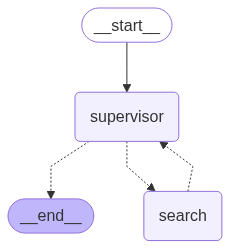 __start__
supervisor
__end__
search